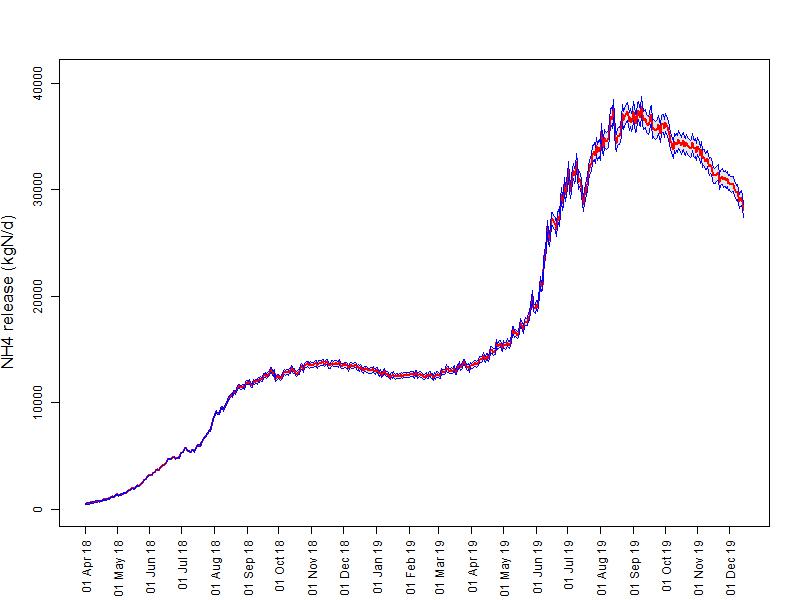 NH4 release (kgN/d)
40000
30000
20000
10000
0
01 Apr 18
01 May 18
01 Jun 18
01 Jul 18
01 Aug 18
01 Sep 18
01 Oct 18
01 Nov 18
01 Dec 18
01 Jan 19
01 Feb 19
01 Mar 19
01 Apr 19
01 May 19
01 Jun 19
01 Jul 19
01 Aug 19
01 Sep 19
01 Oct 19
01 Nov 19
01 Dec 19